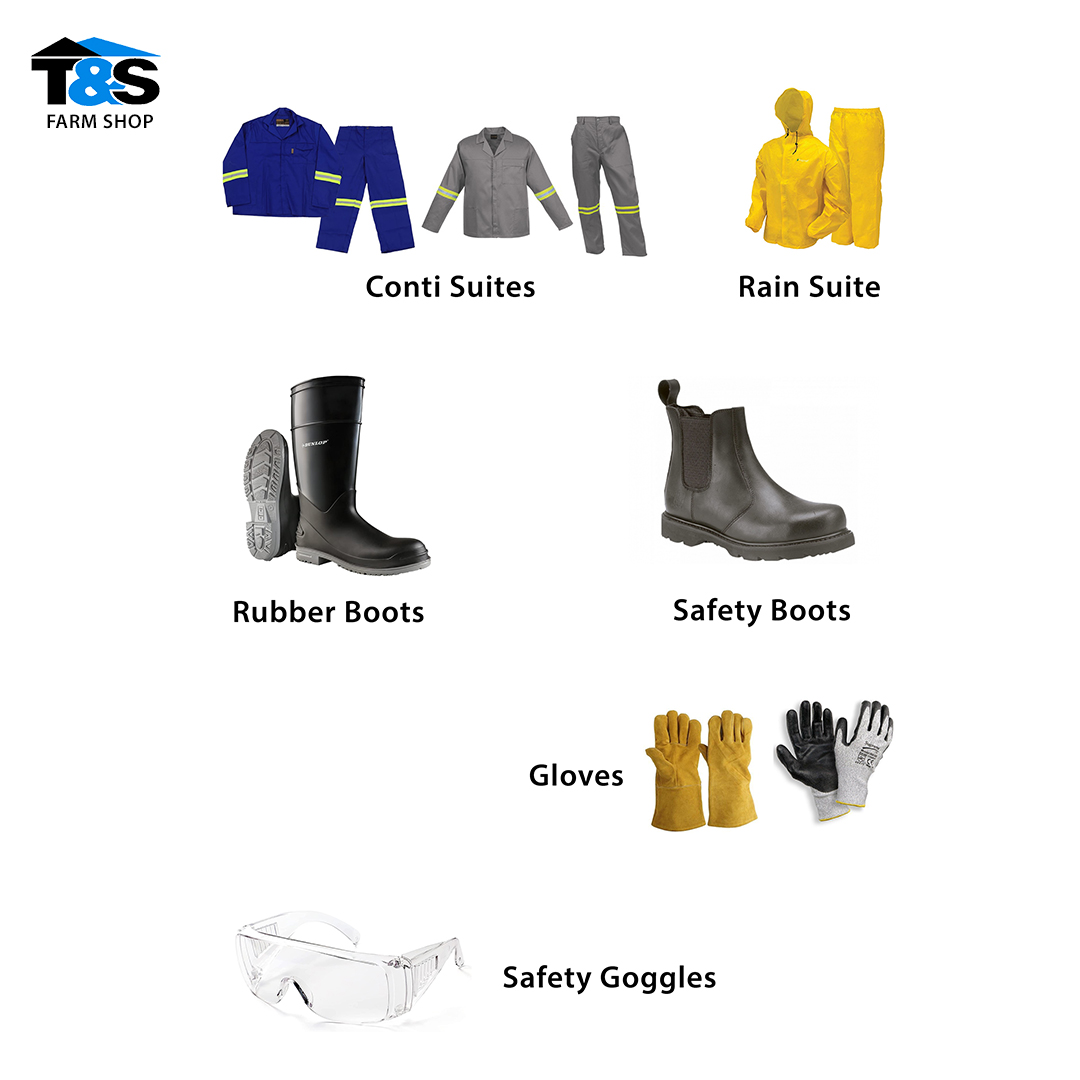 T&S
FARM SHOP
Conti Suites
Rain Suite
DUNLOP
Rubber Boots
Safety Boots
Gloves
Safety Goggles